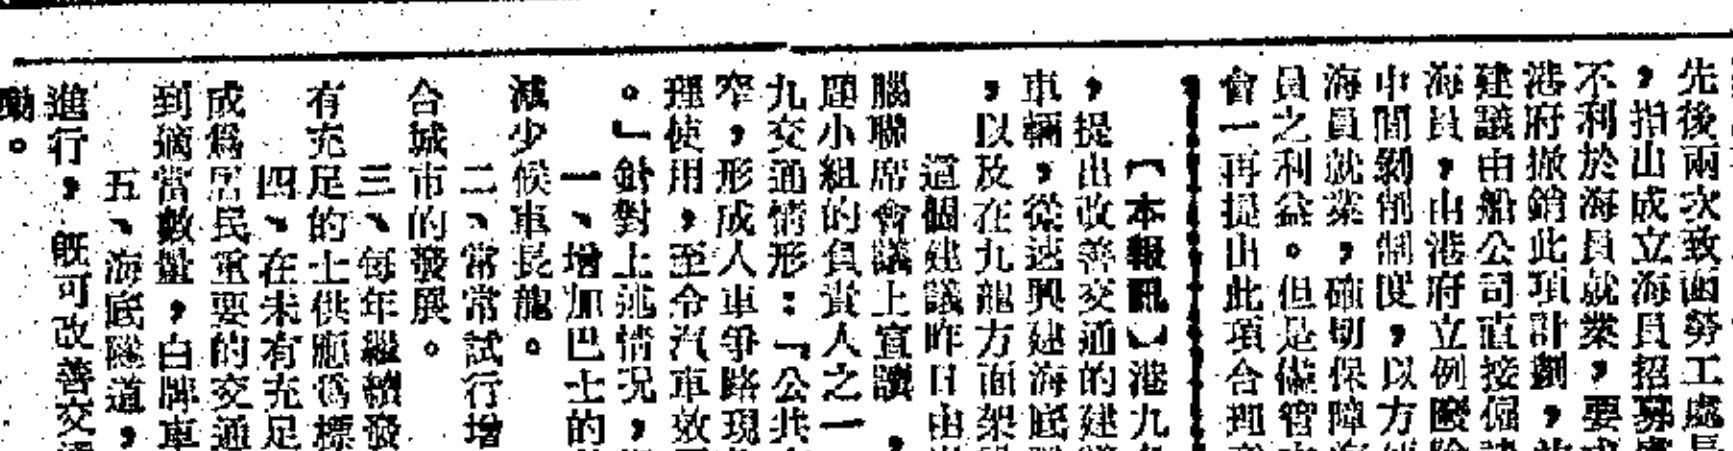 先後兩次致函勞工處長
,指出成立海員招募處
不利於海員就業,要求
港府撤銷此項計劃,並
建議由船公司直接僱請
海員,由港府立例廢除
中間剝削制度,以方便
海員就業,確切保障海
員之利益。但是儘管
會一再提出此項合理
【本報訊】港九
,提出改善交通的建
車輛,從速興建海底
,以及在九龍方面架
這個建議昨日由
腦聯席會議上宣讀,
題小組的負責人之一
九交通情形:「公共
窄,形成人車爭路現
理使用,至令汽車效
。」針對上述情況,
一、增加巴士的
減少候車長龍。
二、常常試行增
合城市的發展。
三、每年繼續發
有充足的士供應為標
四、在未有充足
成為居民重要的交通
到適當數量,白牌車
五、海底隧道,
進行,既可改善交通
勵。